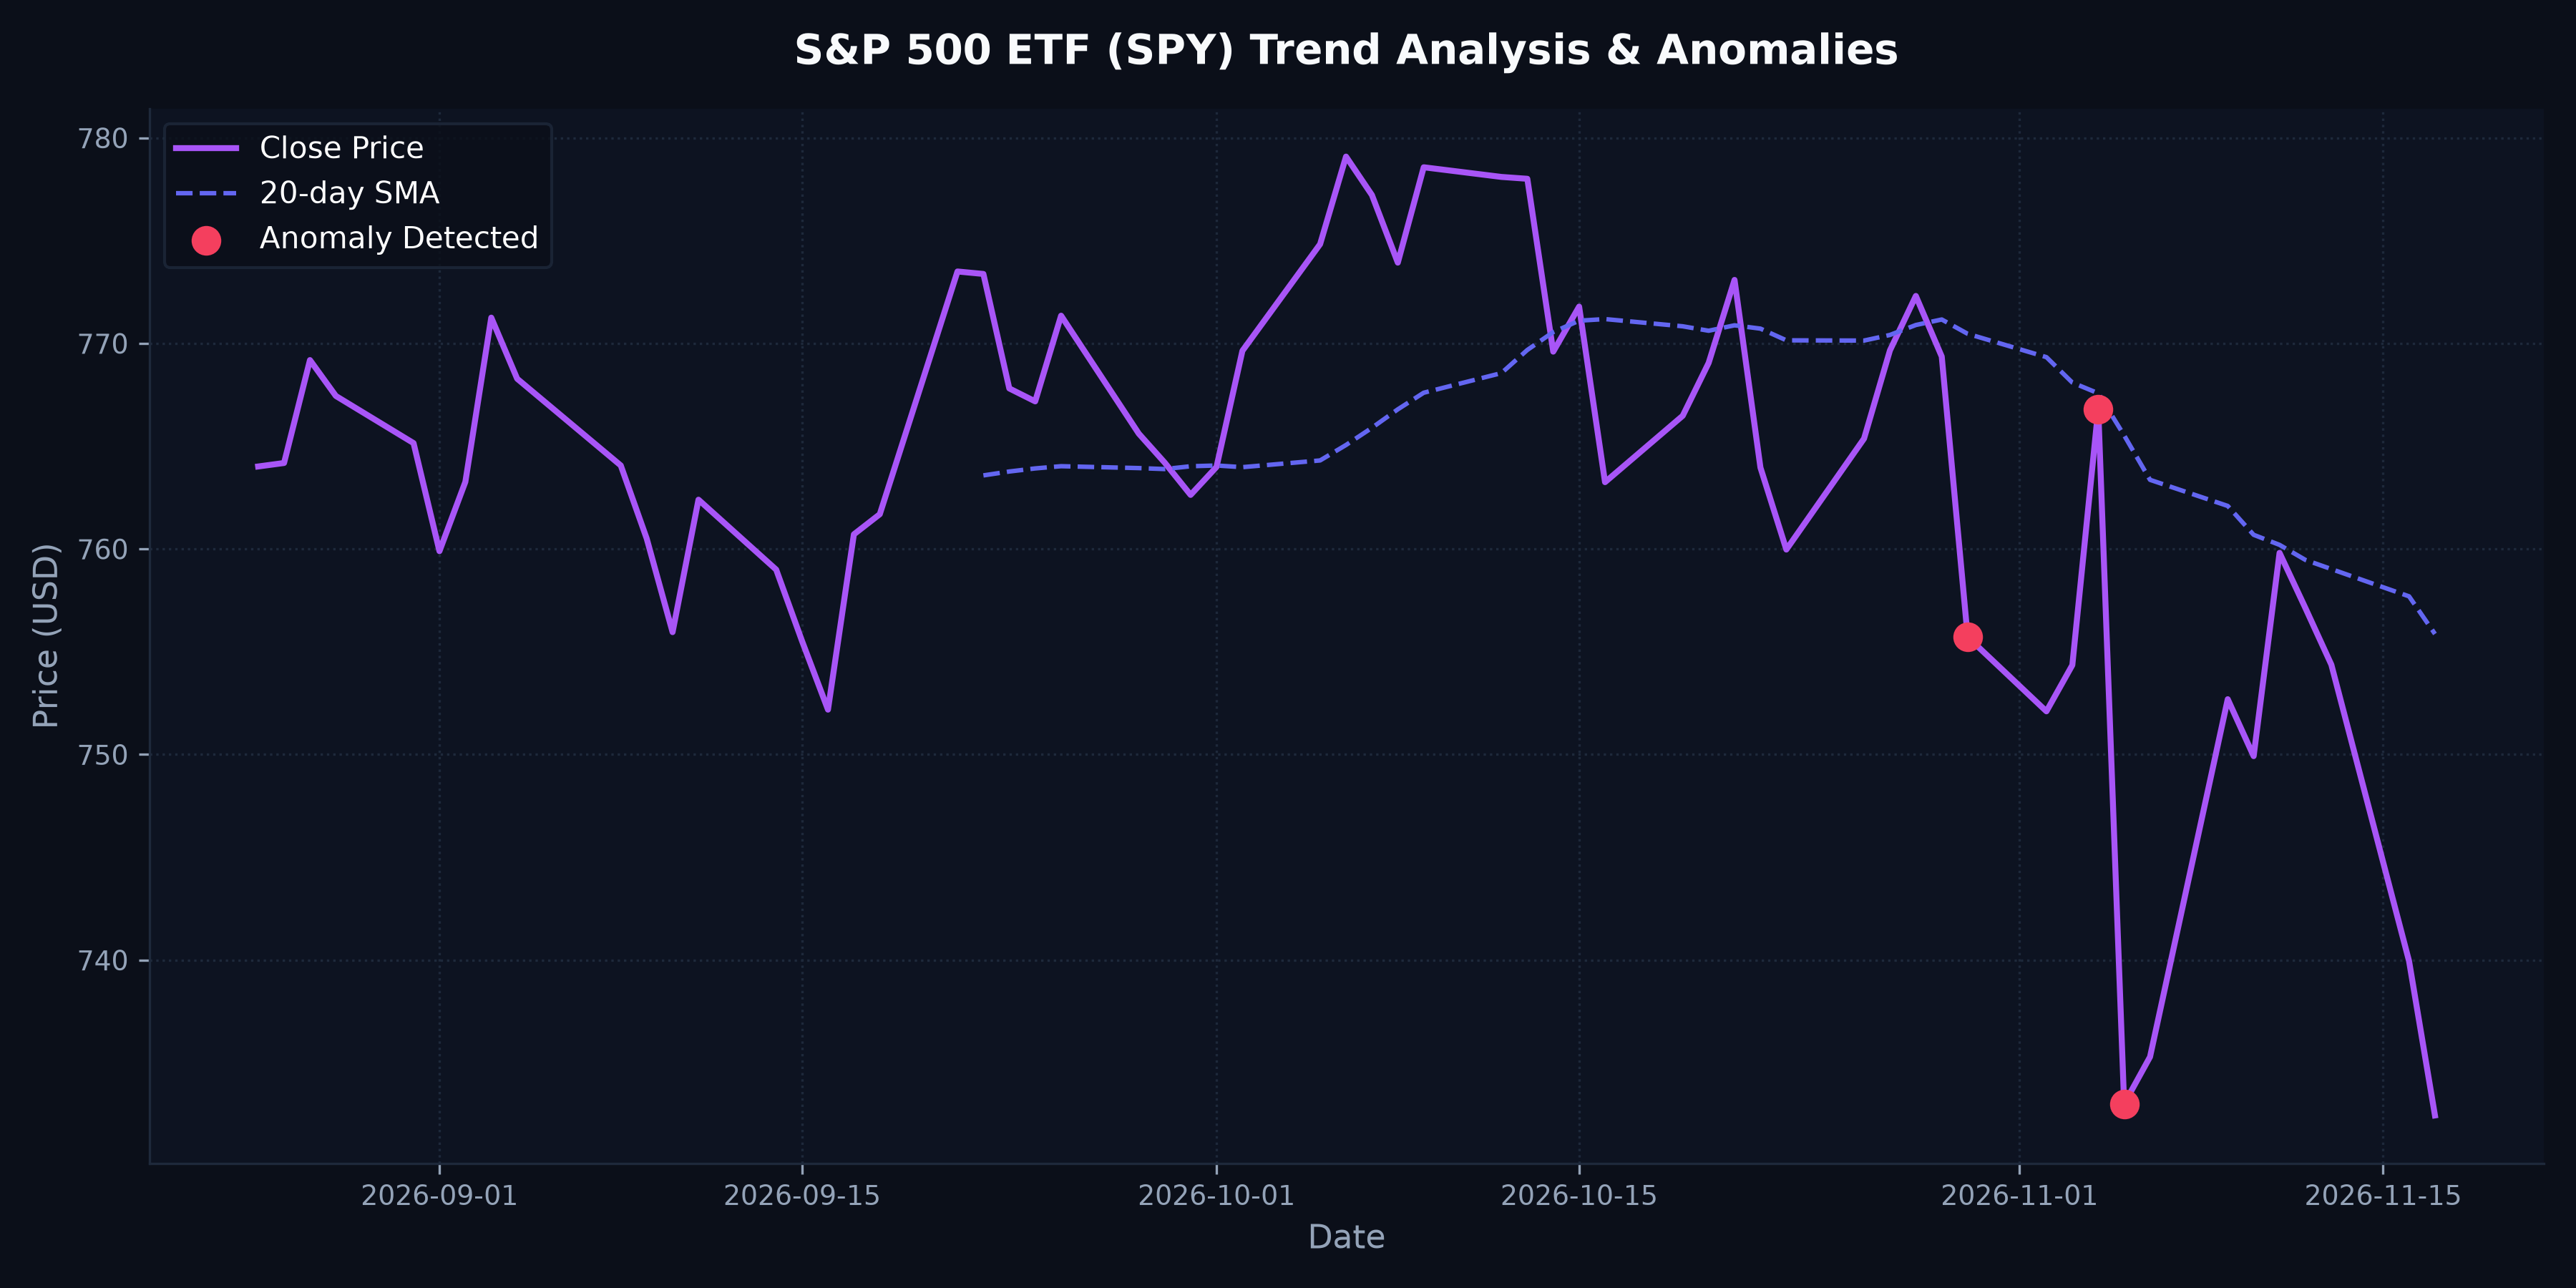 S&P 500 ETF (SPY) Trend Analysis & Anomalies
Close Price
20-day SMA
Anomaly Detected
Price (USD)
780
770
760
750
740
2026-09-01
2026-09-15
2026-10-01
2026-10-15
2026-11-01
2026-11-15
Date